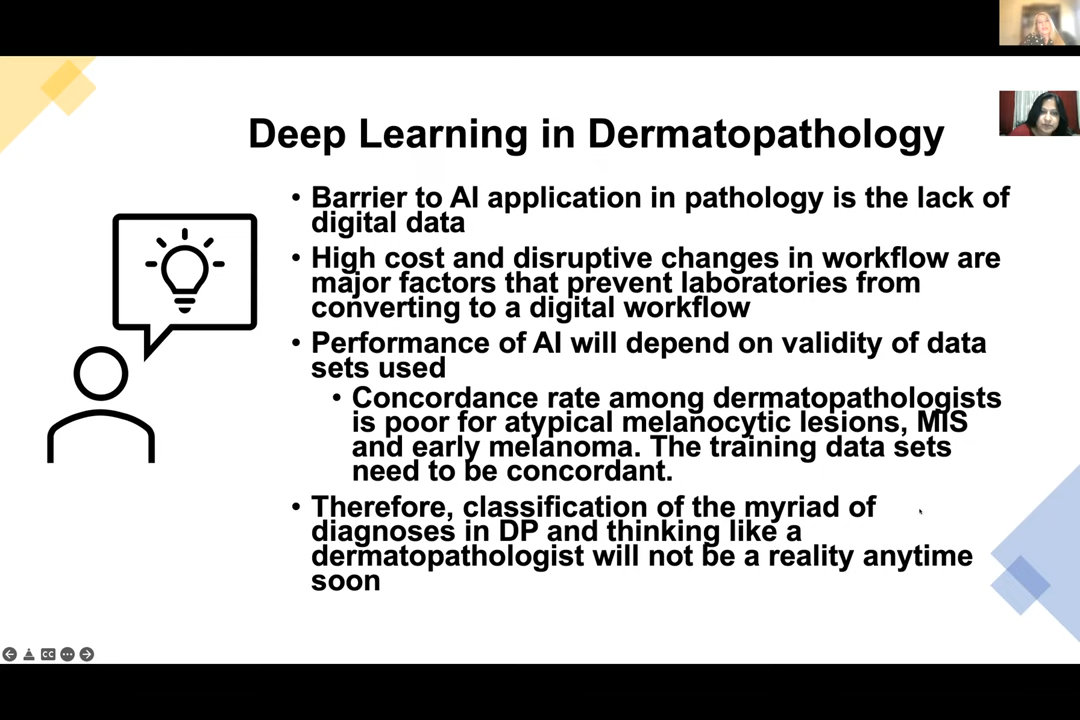 Deep Learning in Dermatopathology
• Barrier to AI application in pathology is the lack of
digital data
• High cost and disruptive changes in workflow are
major factors that prevent laboratories from
converting to a digital workflow
• Performance of AI will depend on validity of data
sets used
• Concordance rate among dermatopathologists
is poor for atypical melanocytic lesions, MIS
and early melanoma. The training data sets
need to be concordant.
• Therefore, classification of the myriad of
diagnoses in DP and thinking like a
dermatopathologist will not be a reality anytime
soon
CC